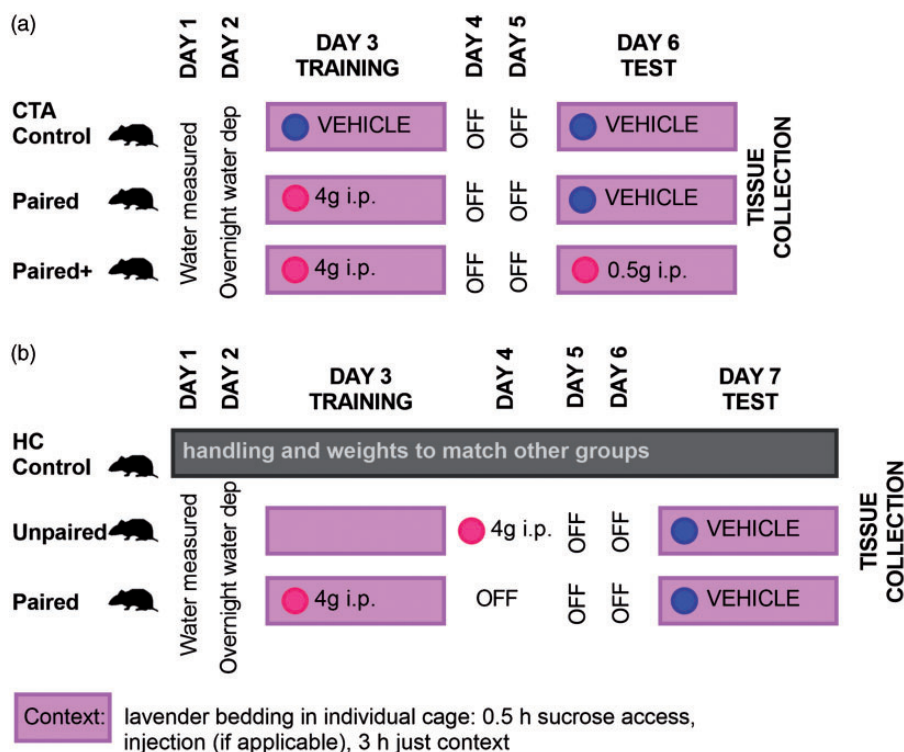 (a)
DAY 1
DAY 2
DAY 3
TRAINING
DAY 4
DAY 5
DAY 6
TEST
CTA
Control
Water measured
Overnight water dep
VEHICLE
OFF
OFF
VEHICLE
Paired
4g i.p.
OFF
OFF
VEHICLE
Paired+
4g i.p.
OFF
OFF
0.5g i.p.
TISSUE
COLLECTION
(b)
DAY 1
DAY 2
DAY 3
TRAINING
DAY 4
DAY 5
DAY 6
DAY 7
TEST
HC
Control
handling and weights to match other groups
Water measured
Overnight water dep
Unpaired
4g i.p.
OFF
OFF
VEHICLE
Paired
4g i.p.
OFF
OFF
OFF
VEHICLE
TISSUE
COLLECTION
Context:
lavender bedding in individual cage: 0.5 h sucrose access,
injection (if applicable), 3 h just context